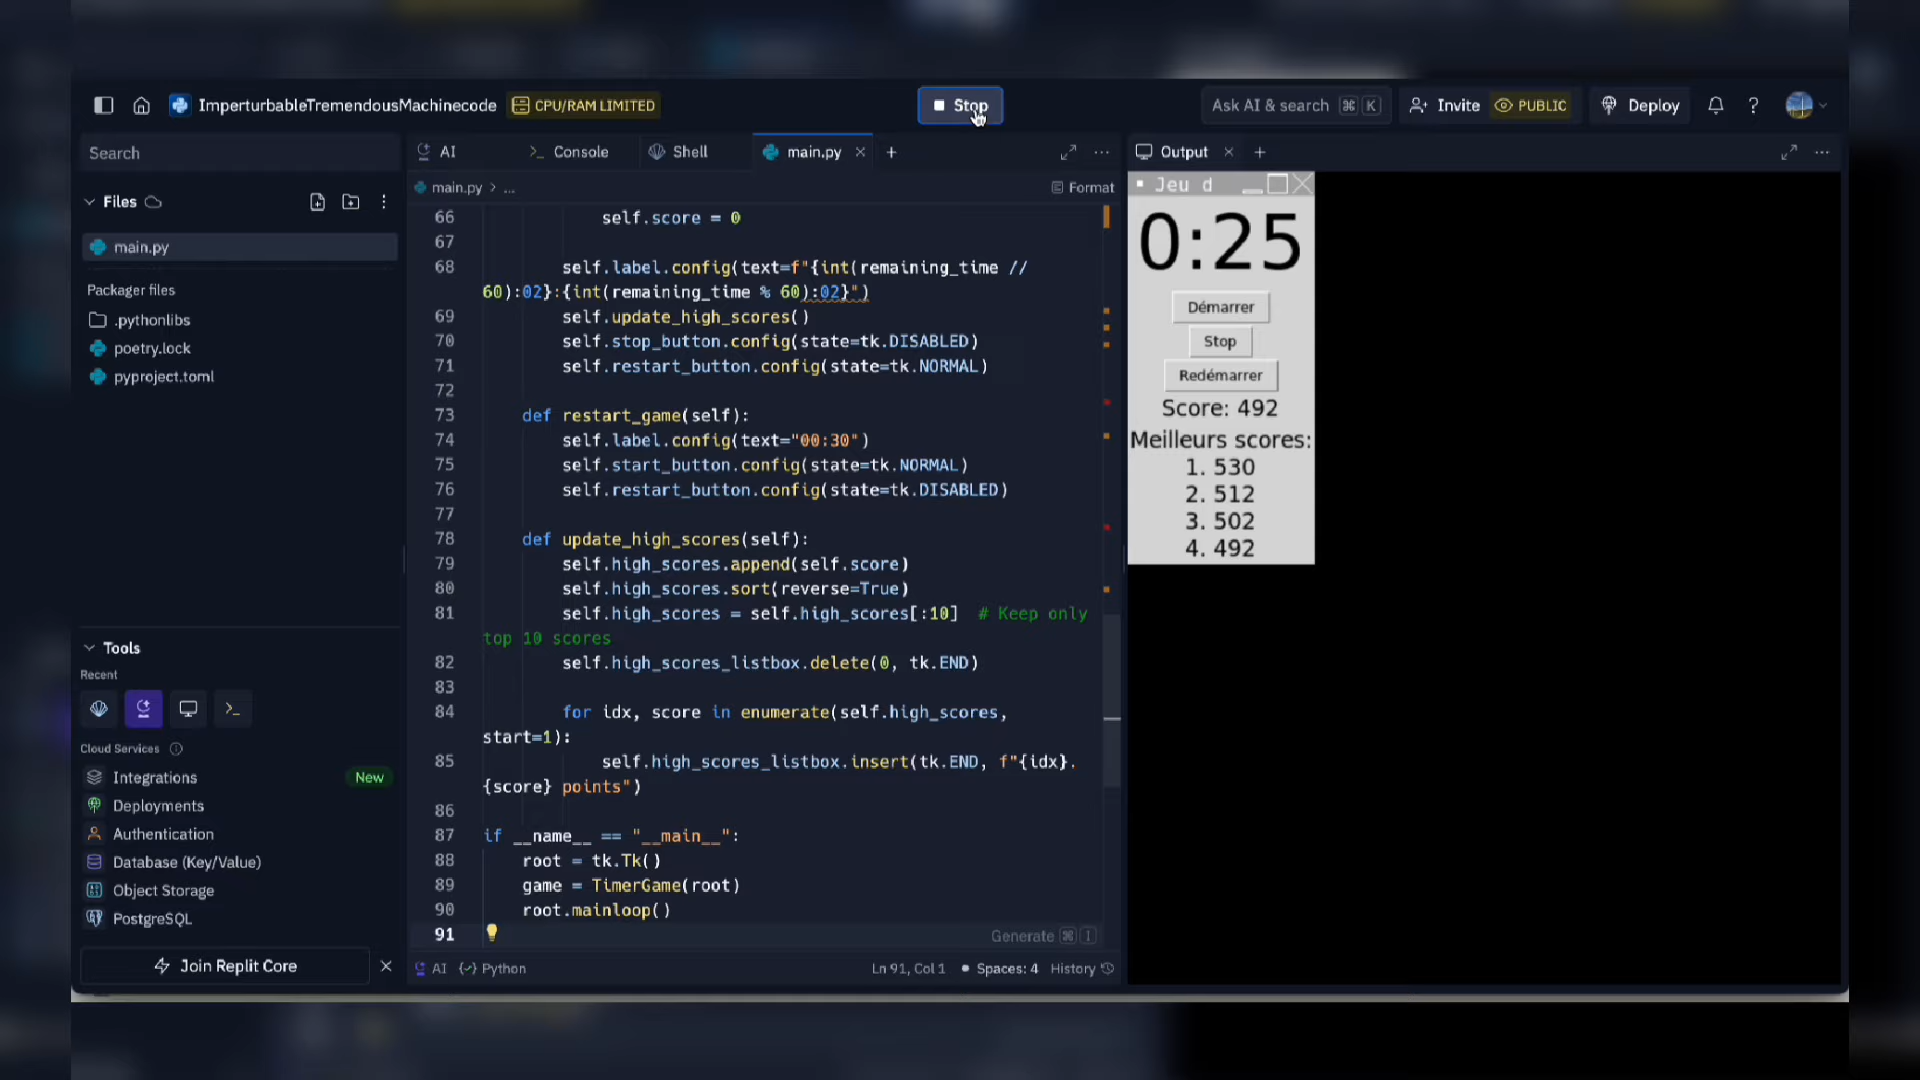 ImperturbableTremendousMachinecode
CPU/RAM LIMITED
Stop
Ask AI & search ⌘ K
Invite
PUBLIC
Deploy
?
Search
Files
main.py
Packager files
.pythonlibs
poetry.lock
pyproject.toml
Tools
Recent
Cloud Services
Integrations
New
Deployments
Authentication
Database (Key/Value)
Object Storage
PostgreSQL
Join Replit Core
AI
Console
Shell
main.py
main.py > ...
Format
66 self.score = 0
67
68 self.label.config(text=f"{int(remaining_time //
60):02}:{int(remaining_time % 60):02}")
69 self.update_high_scores()
70 self.stop_button.config(state=tk.DISABLED)
71 self.restart_button.config(state=tk.NORMAL)
72
73 def restart_game(self):
74 self.label.config(text="00:30")
75 self.start_button.config(state=tk.NORMAL)
76 self.restart_button.config(state=tk.DISABLED)
77
78 def update_high_scores(self):
79 self.high_scores.append(self.score)
80 self.high_scores.sort(reverse=True)
81 self.high_scores = self.high_scores[:10] # Keep only
top 10 scores
82 self.high_scores_listbox.delete(0, tk.END)
83
84 for idx, score in enumerate(self.high_scores,
start=1):
85 self.high_scores_listbox.insert(tk.END, f"{idx}.
{score} points")
86
87 if __name__ == "__main__":
88 root = tk.Tk()
89 game = TimerGame(root)
90 root.mainloop()
91
Generate ⌘ I
AI
Python
Ln 91, Col 1
Spaces: 4
History
Output
Jeu d
0:25
Démarrer
Stop
Redémarrer
Score: 492
Meilleurs scores:
1. 530
2. 512
3. 502
4. 492